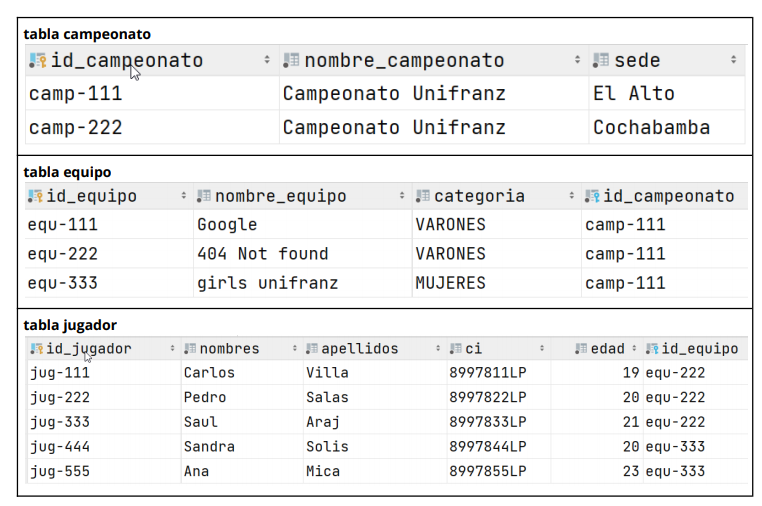 tabla campeonato
id_campeonato nombre_campeonato sede
camp-111 Campeonato Unifranz El Alto
camp-222 Campeonato Unifranz Cochabamba
tabla equipo
id_equipo nombre_equipo categoria id_campeonato
equ-111 Google VARONES camp-111
equ-222 404 Not found VARONES camp-111
equ-333 girls unifranz MUJERES camp-111
tabla jugador
id_jugador nombres apellidos ci edad id_equipo
jug-111 Carlos Villa 8997811LP 19 equ-222
jug-222 Pedro Salas 8997822LP 20 equ-222
jug-333 Saul Araj 8997833LP 21 equ-222
jug-444 Sandra Solis 8997844LP 20 equ-333
jug-555 Ana Mica 8997855LP 23 equ-333